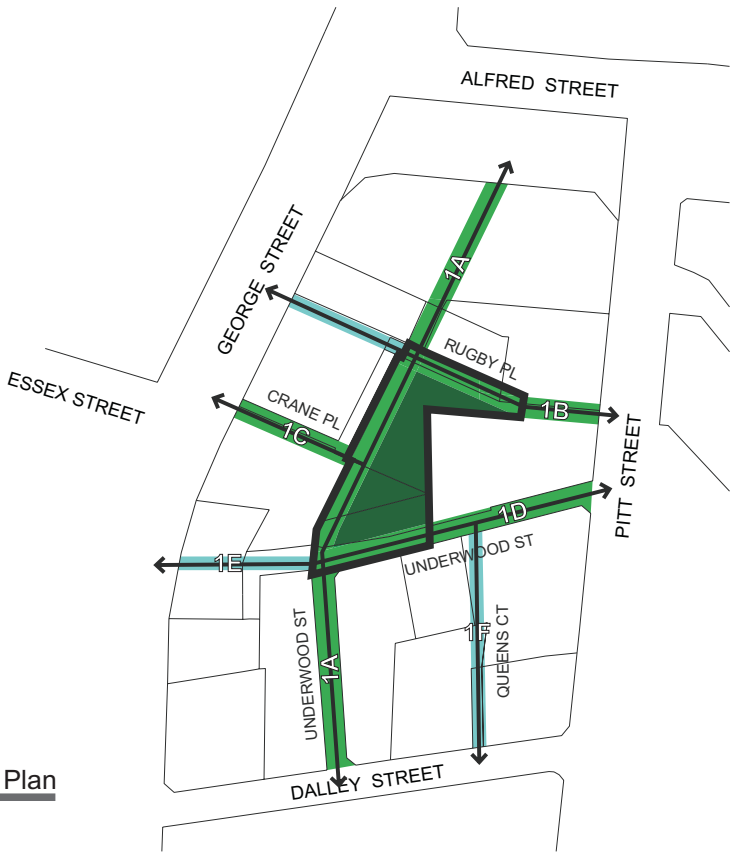 ALFRED STREET
GEORGE STREET
1A
RUGBY PL
ESSEX STREET
CRANE PL
1B
1C
PITT STREET
1D
UNDERWOOD ST
1E
1F
QUEENS CT
UNDERWOOD ST
1A
Plan
DALLEY STREET